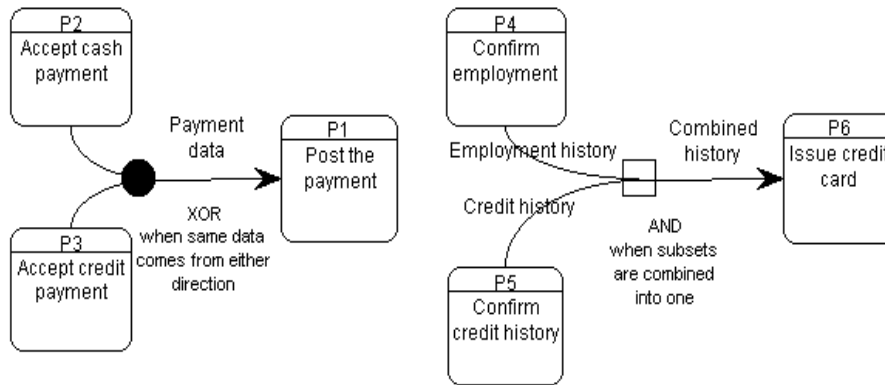 P2
Accept cash
payment
Payment
data
P1
Post the
payment
XOR
when same data
comes from either
direction
P3
Accept credit
payment
P4
Confirm
employment
Employment history
Credit history
Combined
history
P6
Issue credit
card
AND
when subsets
are combined
into one
P5
Confirm
credit history